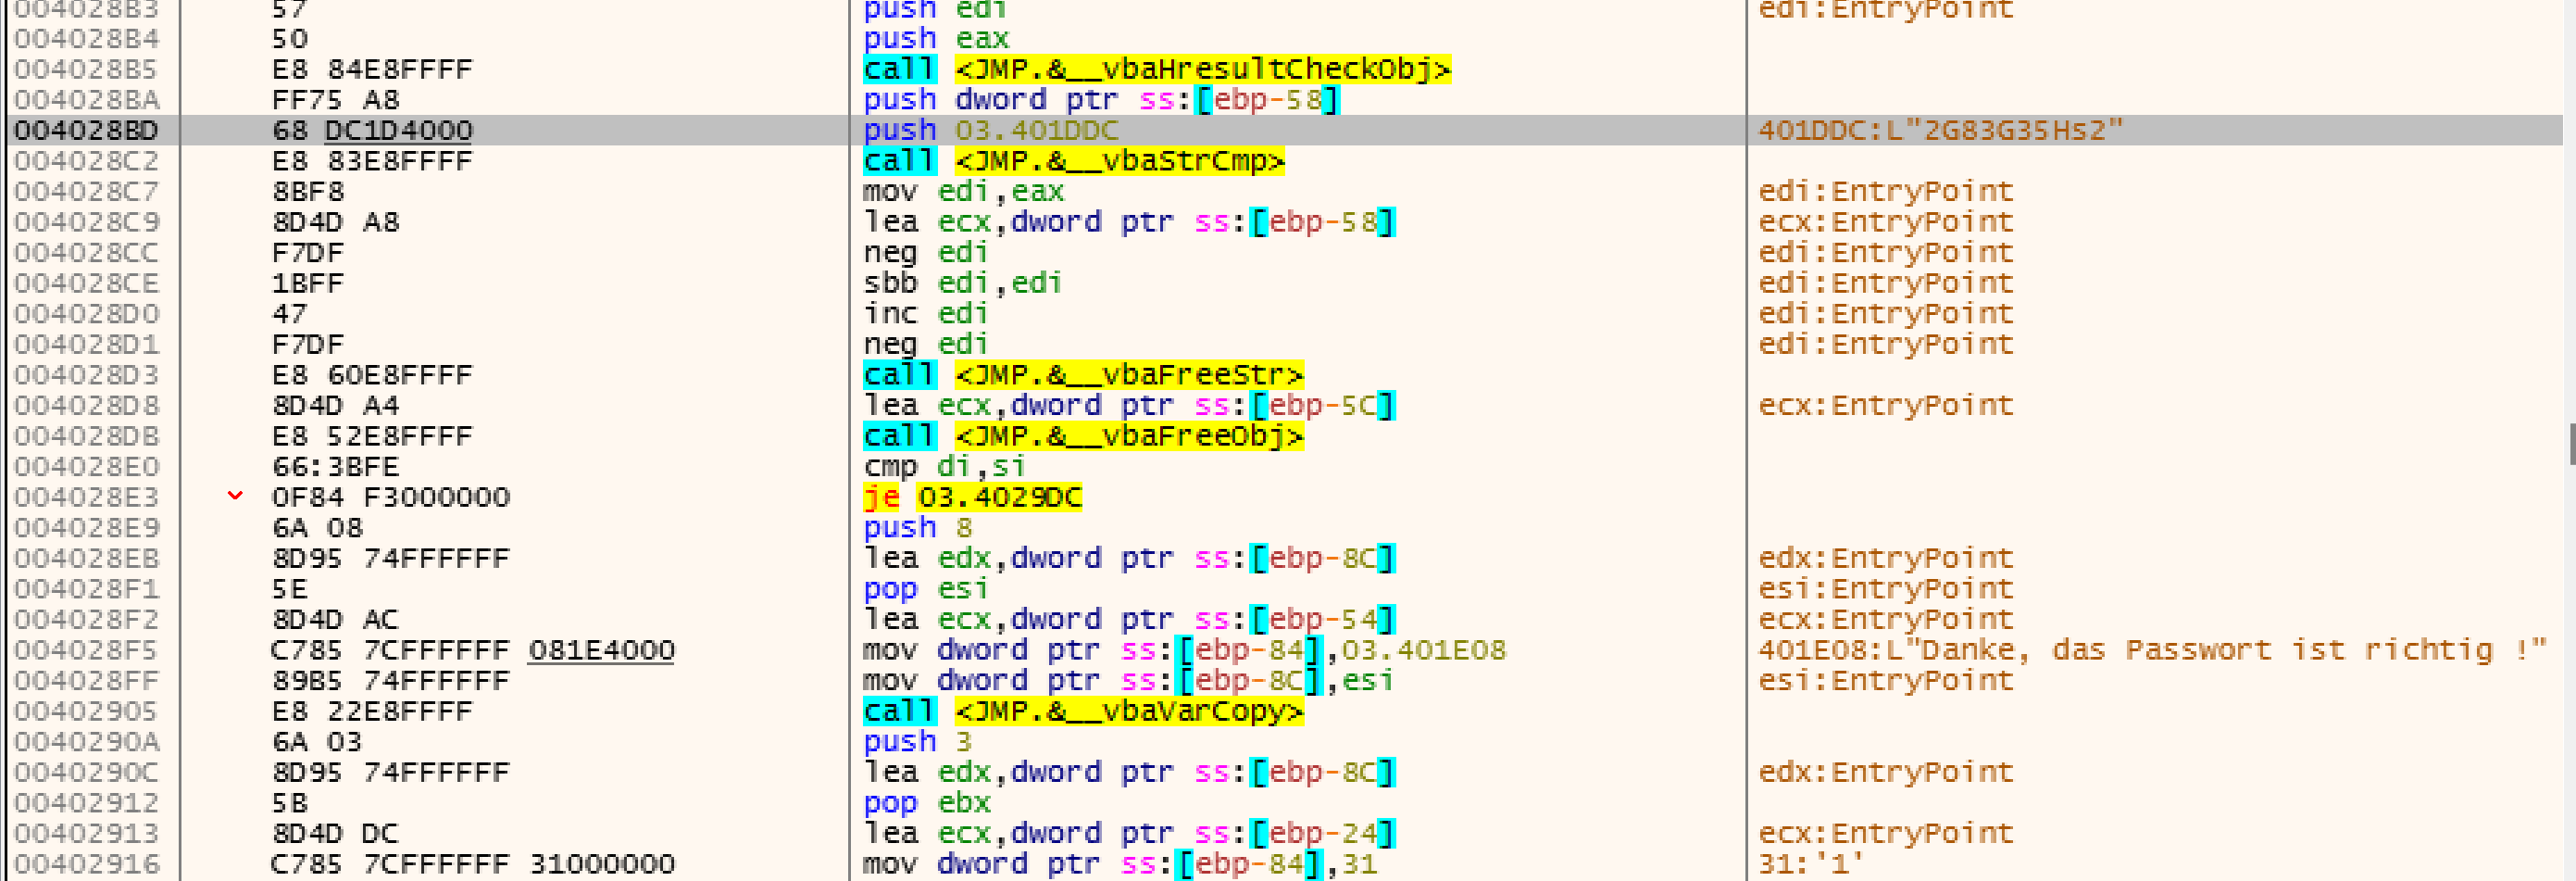 004028B3 57 push edi edi:EntryPoint
004028B4 50 push eax
004028B5 E8 84E8FFFF call <JMP.&__vbaHresultCheckObj>
004028BA FF75 A8 push dword ptr ss:[ebp-58]
004028BD 68 DC1D4000 push 03.401DDC 401DDC:L"2G83G35Hs2"
004028C2 E8 83E8FFFF call <JMP.&__vbaStrCmp>
004028C7 8BF8 mov edi,eax edi:EntryPoint
004028C9 8D4D A8 lea ecx,dword ptr ss:[ebp-58] ecx:EntryPoint
004028CC F7DF neg edi edi:EntryPoint
004028CE 1BFF sbb edi,edi edi:EntryPoint
004028D0 47 inc edi edi:EntryPoint
004028D1 F7DF neg edi edi:EntryPoint
004028D3 E8 60E8FFFF call <JMP.&__vbaFreeStr>
004028D8 8D4D A4 lea ecx,dword ptr ss:[ebp-5C] ecx:EntryPoint
004028DB E8 52E8FFFF call <JMP.&__vbaFreeObj>
004028E0 66:3BFE cmp di,si
004028E3 0F84 F3000000 je 03.4029DC
004028E9 6A 08 push 8
004028EB 8D95 74FFFFFF lea edx,dword ptr ss:[ebp-8C] edx:EntryPoint
004028F1 5E pop esi esi:EntryPoint
004028F2 8D4D AC lea ecx,dword ptr ss:[ebp-54] ecx:EntryPoint
004028F5 C785 7CFFFFFF 081E4000 mov dword ptr ss:[ebp-84],03.401E08 401E08:L"Danke, das Passwort ist richtig !"
004028FF 89B5 74FFFFFF mov dword ptr ss:[ebp-8C],esi esi:EntryPoint
00402905 E8 22E8FFFF call <JMP.&__vbaVarCopy>
0040290A 6A 03 push 3
0040290C 8D95 74FFFFFF lea edx,dword ptr ss:[ebp-8C] edx:EntryPoint
00402912 5B pop ebx
00402913 8D4D DC lea ecx,dword ptr ss:[ebp-24] ecx:EntryPoint
00402916 C785 7CFFFFFF 31000000 mov dword ptr ss:[ebp-84],31 31:'1'